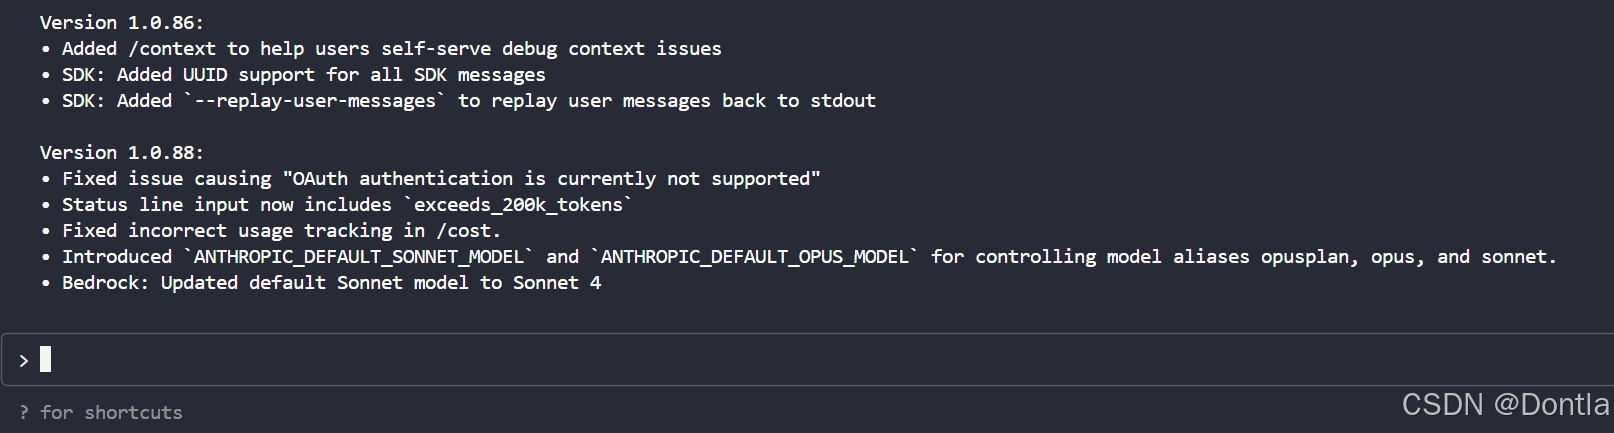 Version 1.0.86:
• Added /context to help users self-serve debug context issues
• SDK: Added UUID support for all SDK messages
• SDK: Added `--replay-user-messages` to replay user messages back to stdout
Version 1.0.88:
• Fixed issue causing "OAuth authentication is currently not supported"
• Status line input now includes `exceeds_200k_tokens`
• Fixed incorrect usage tracking in /cost.
• Introduced `ANTHROPIC_DEFAULT_SONNET_MODEL` and `ANTHROPIC_DEFAULT_OPUS_MODEL` for controlling model aliases opusplan, opus, and sonnet.
• Bedrock: Updated default Sonnet model to Sonnet 4
>
? for shortcuts
CSDN @Dontla